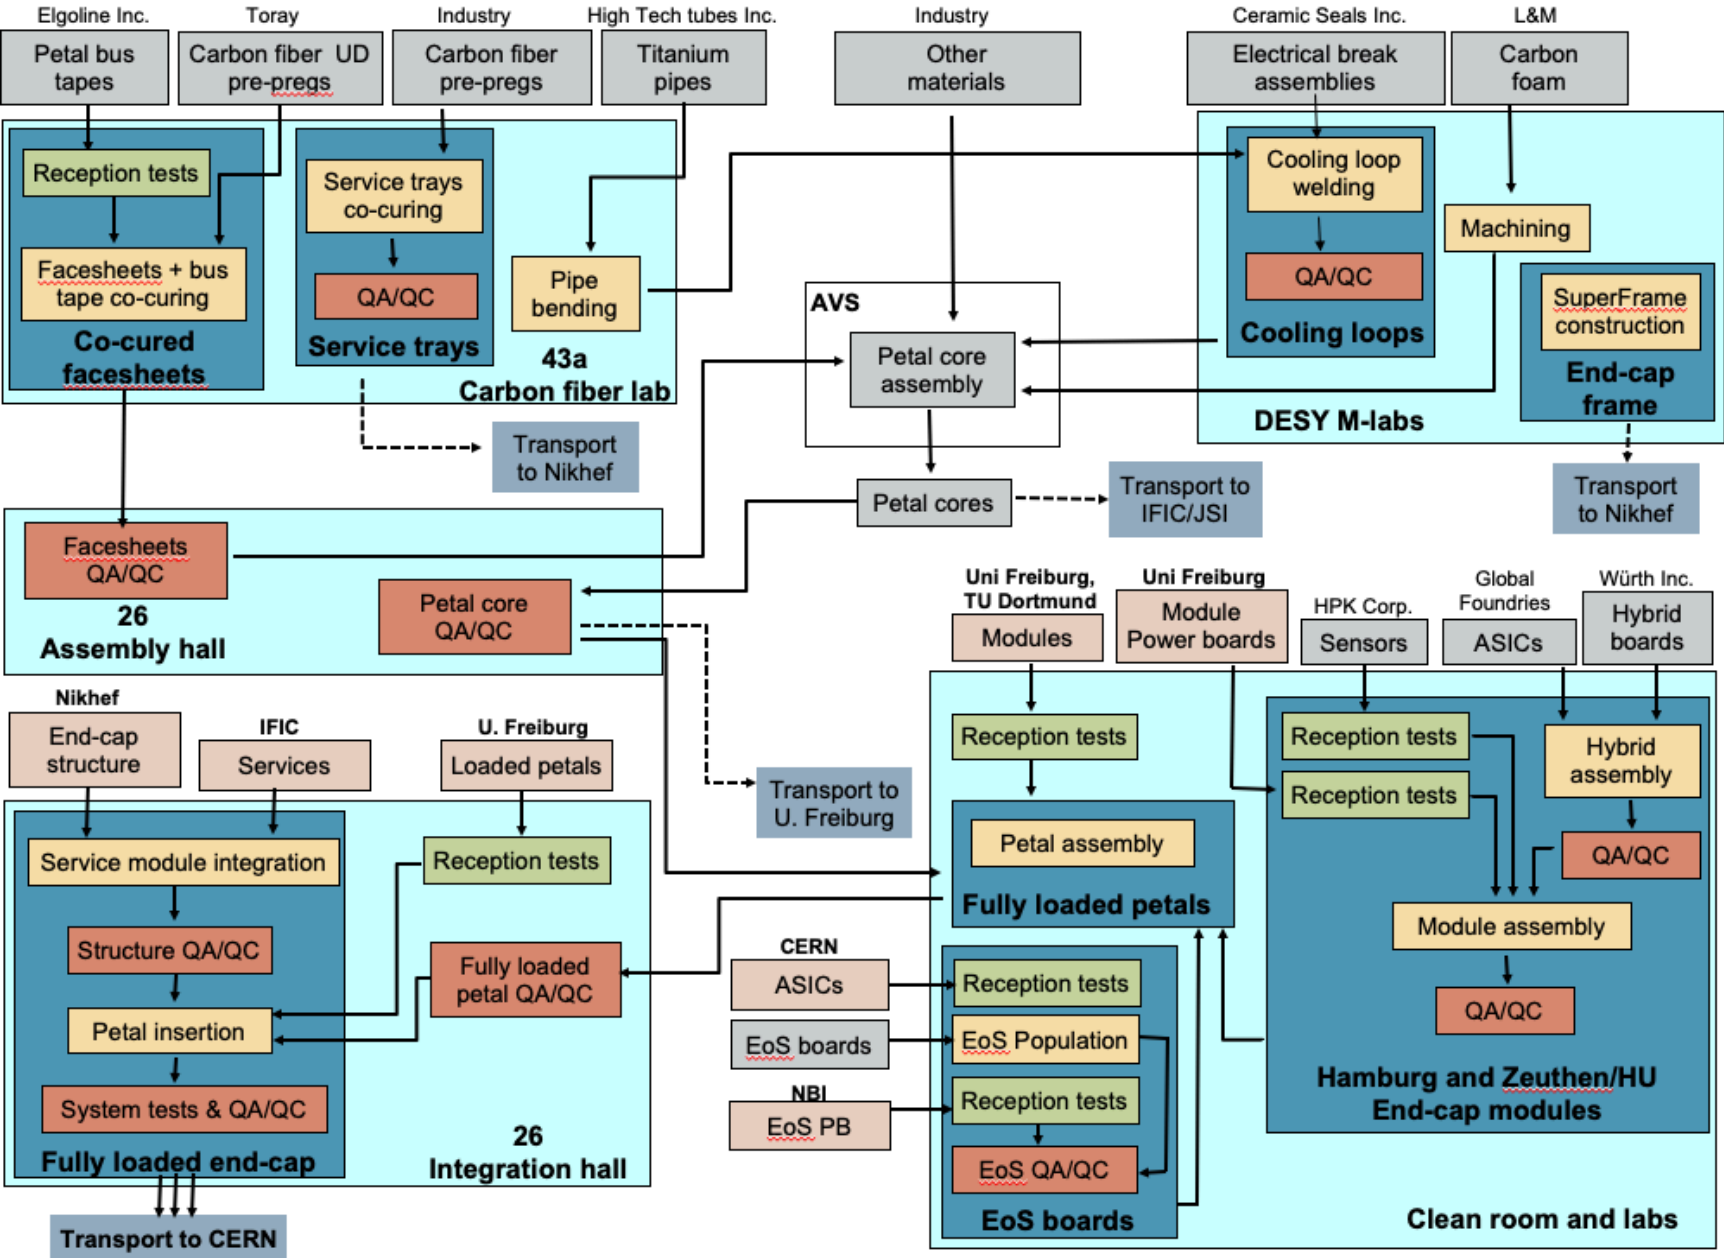 Elgoline Inc.
Toray
Industry
High Tech tubes Inc.
Industry
Ceramic Seals Inc.
L&M
Petal bus
tapes
Carbon fiber UD
pre-pregs
Carbon fiber
pre-pregs
Titanium
pipes
Other
materials
Electrical break
assemblies
Carbon
foam
Reception tests
Facesheets + bus
tape co-curing
Co-cured
facesheets
Service trays
co-curing
QA/QC
Service trays
Pipe
bending
43a
Carbon fiber lab
AVS
Petal core
assembly
Cooling loop
welding
QA/QC
Cooling loops
Machining
SuperFrame
construction
End-cap
frame
DESY M-labs
Transport
to Nikhef
Petal cores
Transport to
IFIC/JSI
Transport
to Nikhef
Facesheets
QA/QC
26
Assembly hall
Petal core
QA/QC
Uni Freiburg,
TU Dortmund
Modules
Uni Freiburg
Module
Power boards
HPK Corp.
Sensors
Global
Foundries
ASICs
Würth Inc.
Hybrid
boards
Nikhef
End-cap
structure
IFIC
Services
U. Freiburg
Loaded petals
Transport to
U. Freiburg
Reception tests
Reception tests
Reception tests
Hybrid
assembly
QA/QC
Petal assembly
Fully loaded petals
Module assembly
QA/QC
Hamburg and Zeuthen/HU
End-cap modules
Service module integration
Reception tests
Structure QA/QC
Fully loaded
petal QA/QC
Petal insertion
System tests & QA/QC
Fully loaded end-cap
26
Integration hall
Transport to CERN
CERN
ASICs
EoS boards
NBI
EoS PB
Reception tests
EoS Population
Reception tests
EoS QA/QC
EoS boards
Clean room and labs